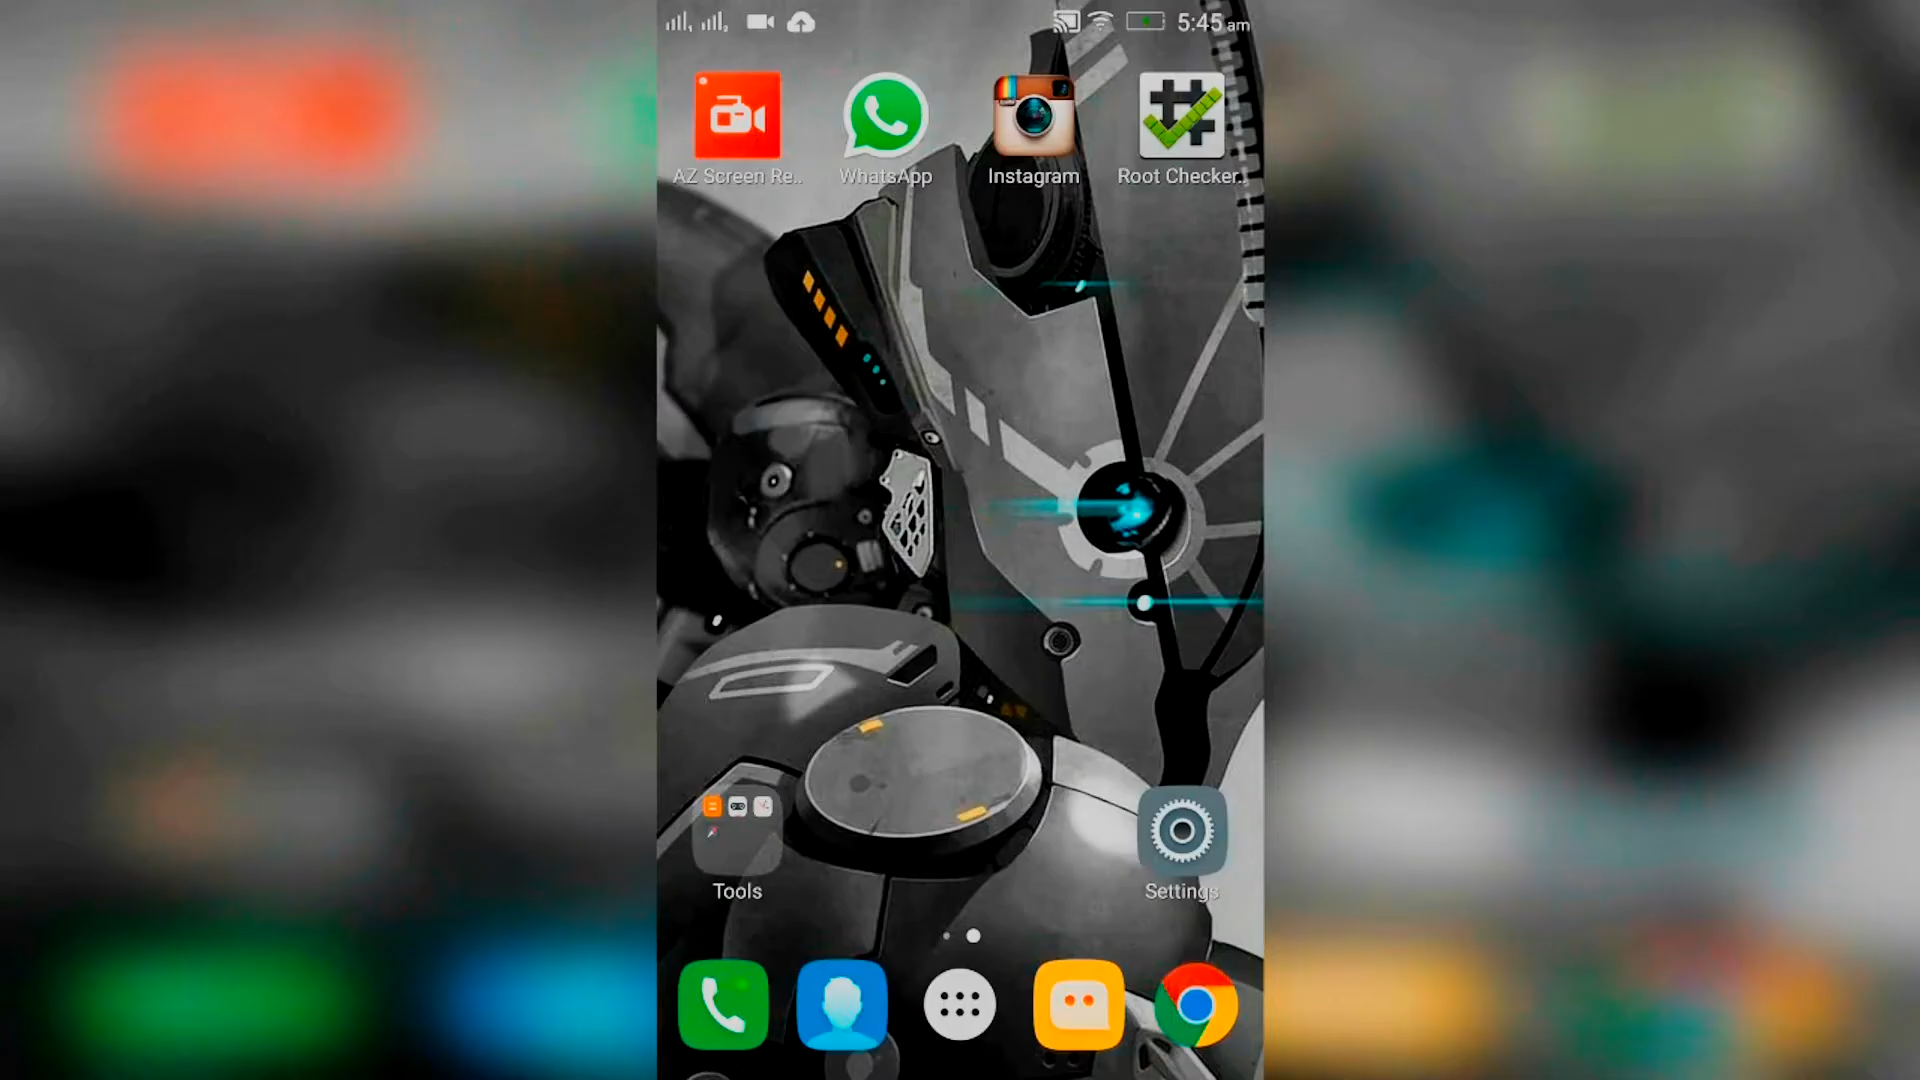 5:45 am
AZ Screen Re..
WhatsApp
Instagram
Root Checker..
Tools
Settings